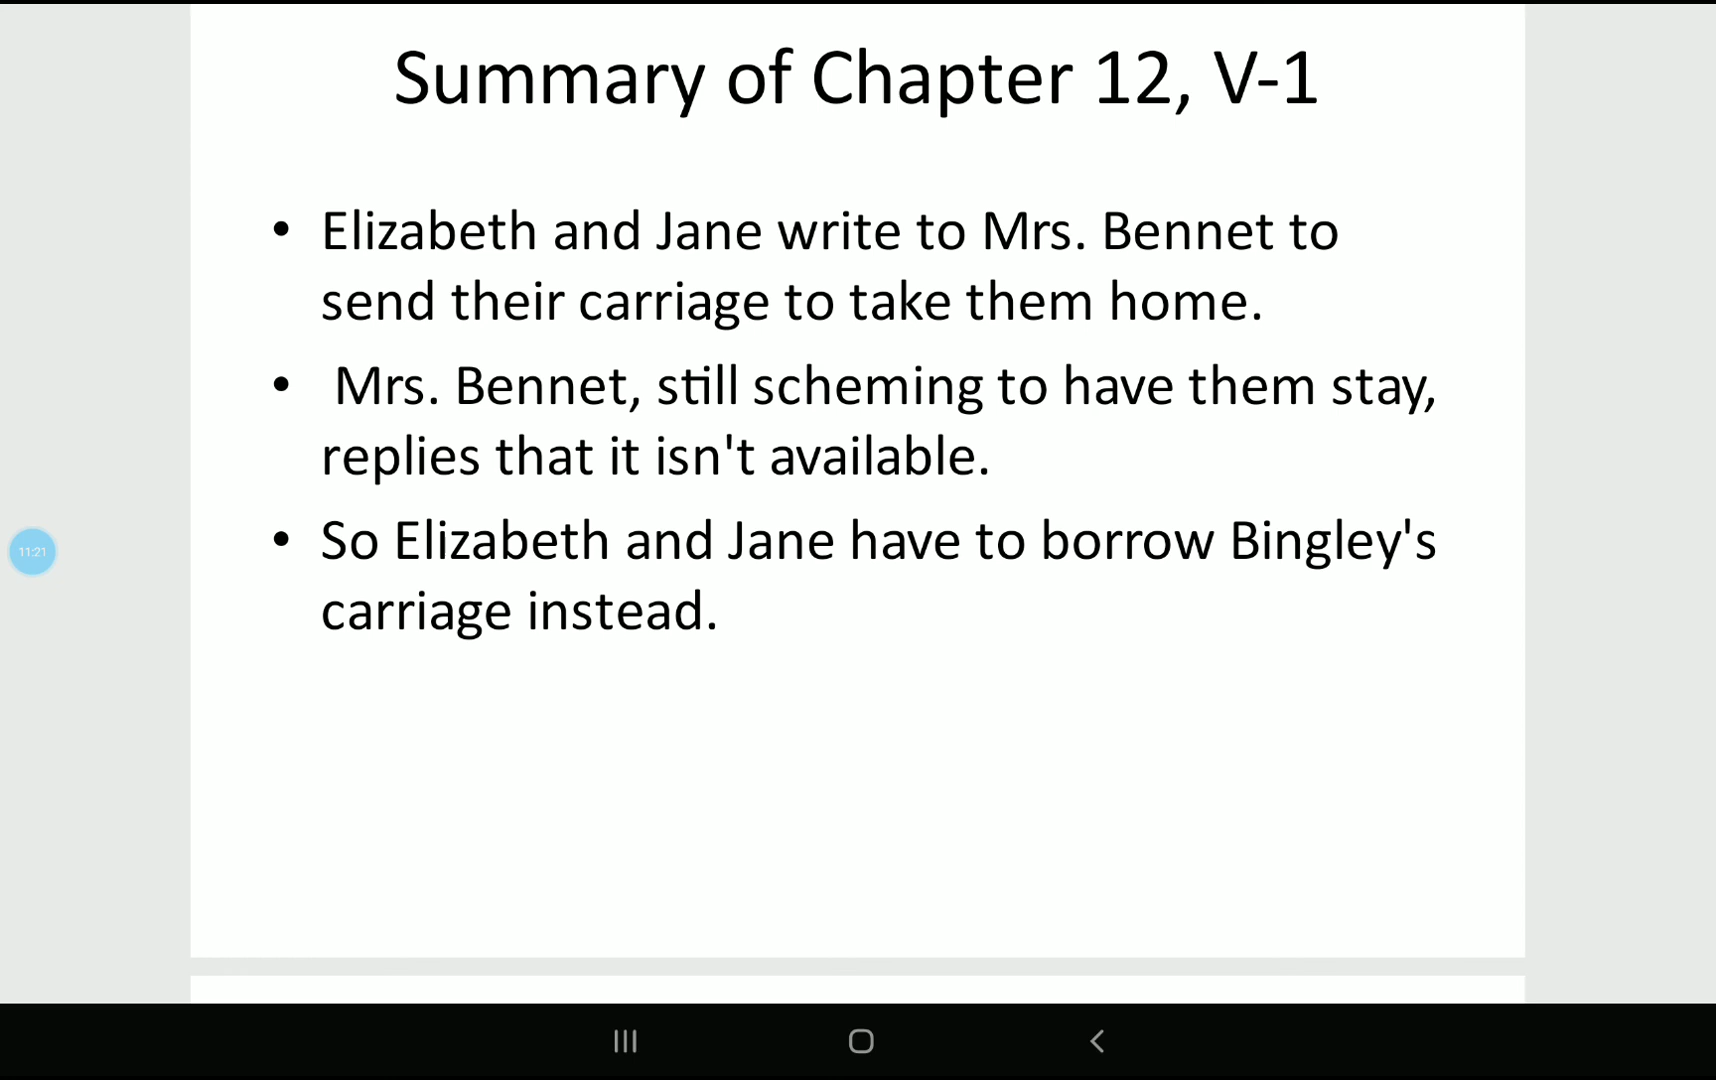 Summary of Chapter 12, V-1
• Elizabeth and Jane write to Mrs. Bennet to
send their carriage to take them home.
• Mrs. Bennet, still scheming to have them stay,
replies that it isn't available.
11:21
• So Elizabeth and Jane have to borrow Bingley's
carriage instead.